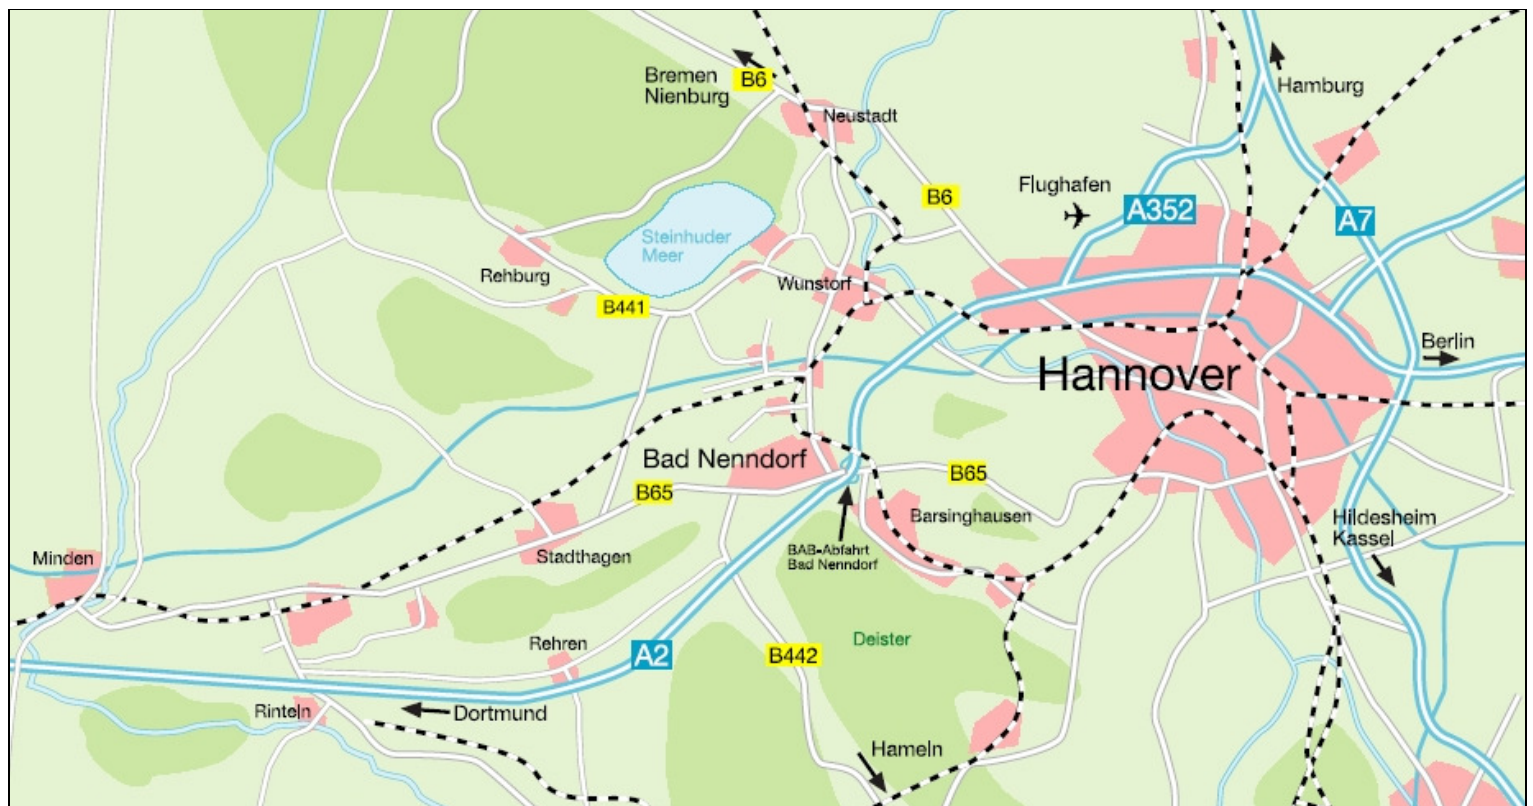 Bremen
Nienburg
B6
Neustadt
Hamburg
Flughafen
B6
A352
A7
Steinhuder
Meer
Rehburg
Wunstorf
B441
Berlin
Hannover
Bad Nenndorf
B65
B65
Barsinghausen
Hildesheim
Kassel
Minden
Stadthagen
BAB-Abfahrt
Bad Nenndorf
Rehren
A2
B442
Deister
Rinteln
Dortmund
Hameln